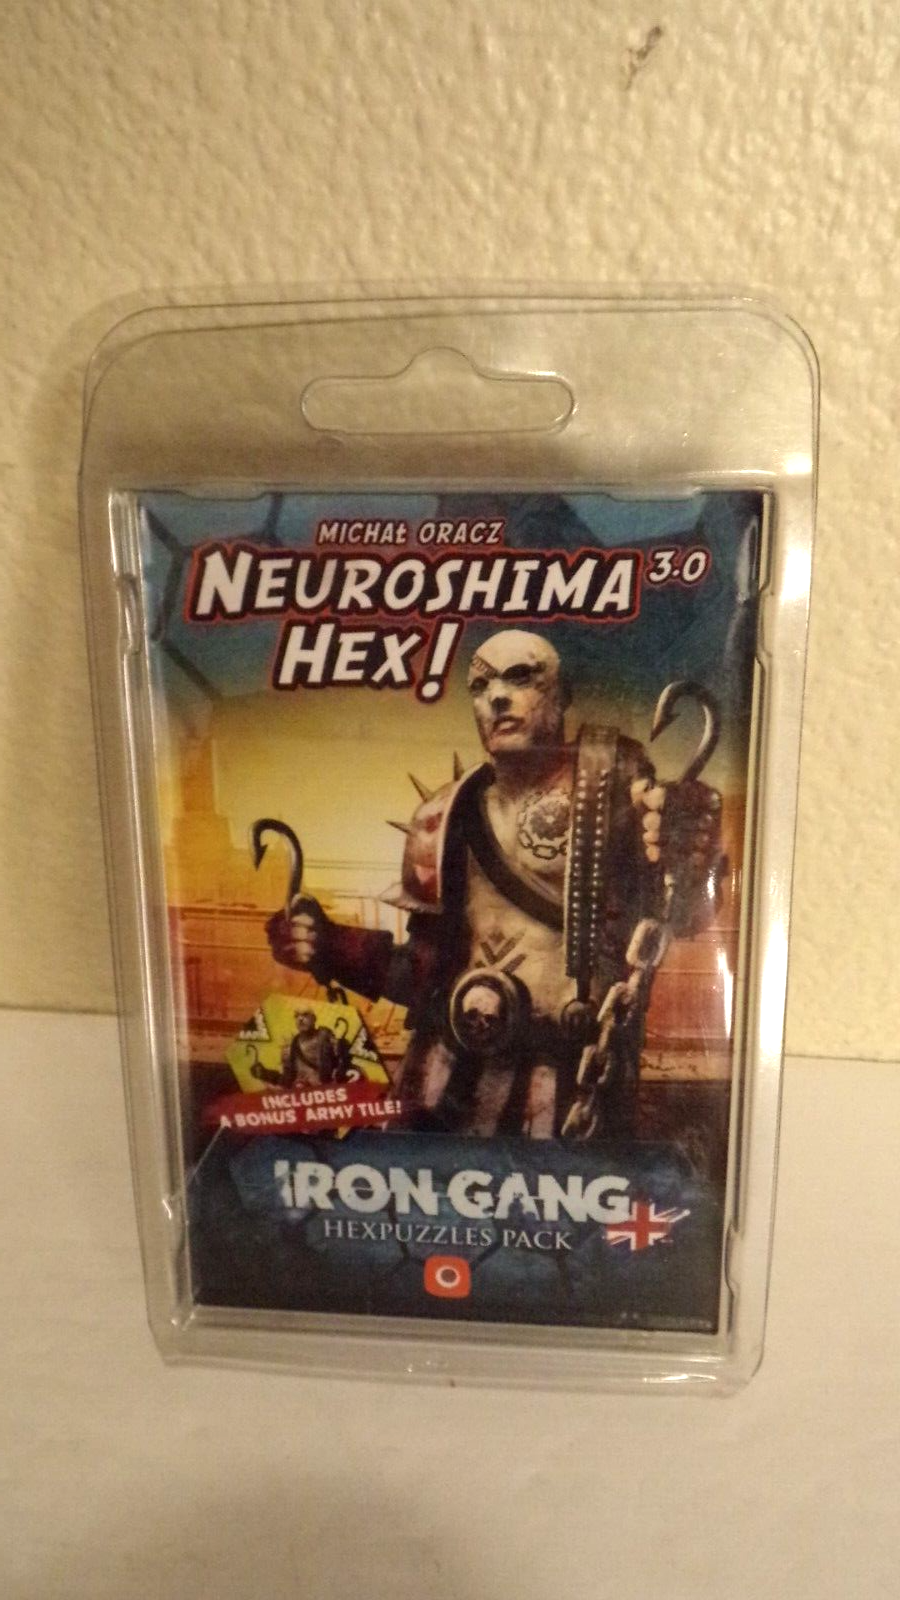 MICHAŁ ORACZ
NEUROSHIMA 3.0
HEX!
INCLUDES
A BONUS ARMY TILE!
IRON GANG
HEXPUZZLES PACK